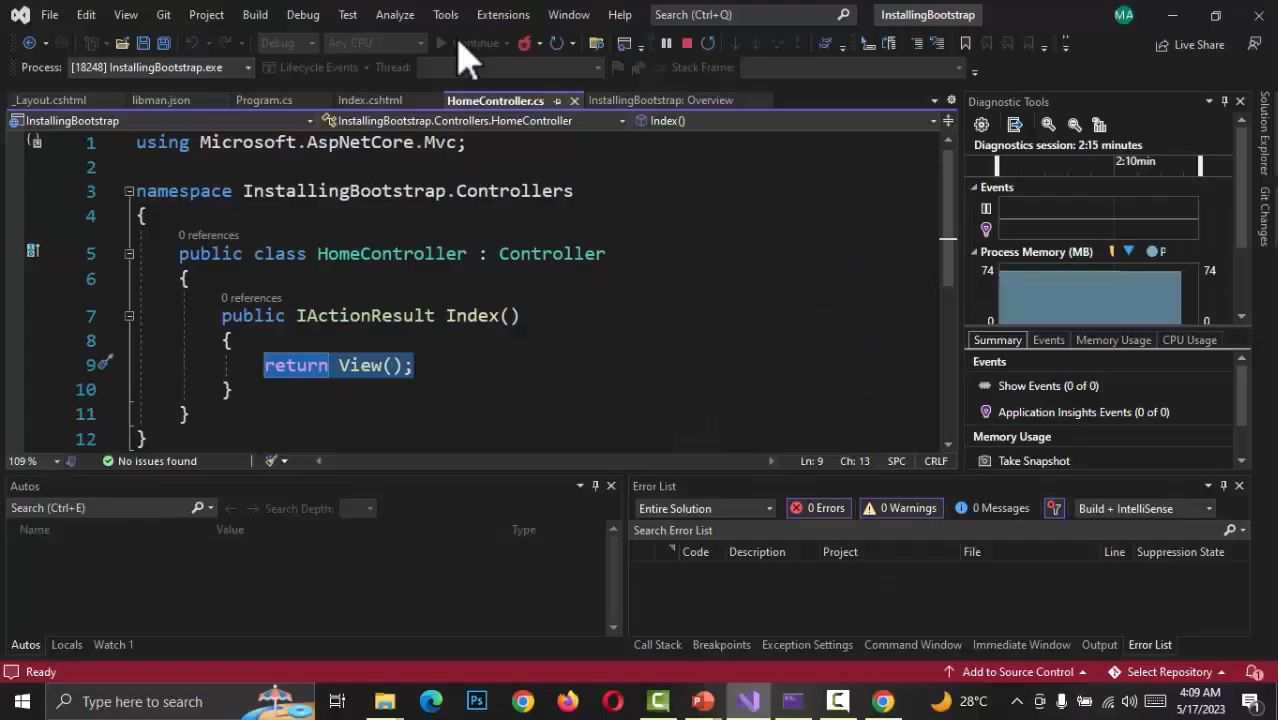 File Edit View Git Project Build Debug Test Analyze Tools Extensions Window Help Search (Ctrl+Q) InstallingBootstrap MA
Debug Any CPU Live Share
Process: [18248] InstallingBootstrap.exe Lifecycle Events Thread: Stack Frame:
_Layout.cshtml libman.json Program.cs Index.cshtml HomeController.cs InstallingBootstrap: Overview
InstallingBootstrap InstallingBootstrap.Controllers.HomeController Index()
1 using Microsoft.AspNetCore.Mvc;
2
3 namespace InstallingBootstrap.Controllers
4 {
0 references
5 public class HomeController : Controller
6 {
0 references
7 public IActionResult Index()
8 {
9 return View();
10 }
11 }
12 }
109 % No issues found Ln: 9 Ch: 13 SPC CRLF
Diagnostic Tools
Diagnostics session: 2:15 minutes
2:10min
Events
Process Memory (MB) P
74 74
0 0
Summary Events Memory Usage CPU Usage
Events
Show Events (0 of 0)
Application Insights Events (0 of 0)
Memory Usage
Take Snapshot
Solution Explorer
Git Changes
Autos
Search (Ctrl+E) Search Depth:
Name Value Type
Autos Locals Watch 1
Error List
Entire Solution 0 Errors 0 Warnings 0 Messages Build + IntelliSense
Search Error List
Code Description Project File Line Suppression State
Call Stack Breakpoints Exception Settings Command Window Immediate Window Output Error List
Ready Add to Source Control Select Repository 1
Type here to search 28°C 4:09 AM
5/17/2023